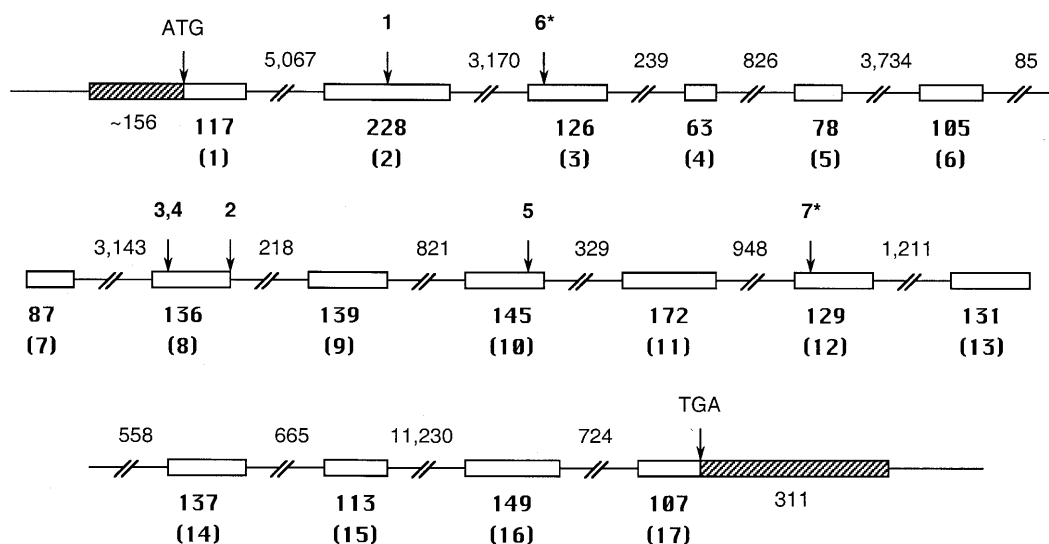 ATG 1 6*
5,067 3,170 239 826 3,734 85
~156 117 228 126 63 78 105
(1) (2) (3) (4) (5) (6)
3,4 2 5 7*
3,143 218 821 329 948 1,211
87 136 139 145 172 129 131
(7) (8) (9) (10) (11) (12) (13)
TGA
558 665 11,230 724
137 113 149 107 311
(14) (15) (16) (17)